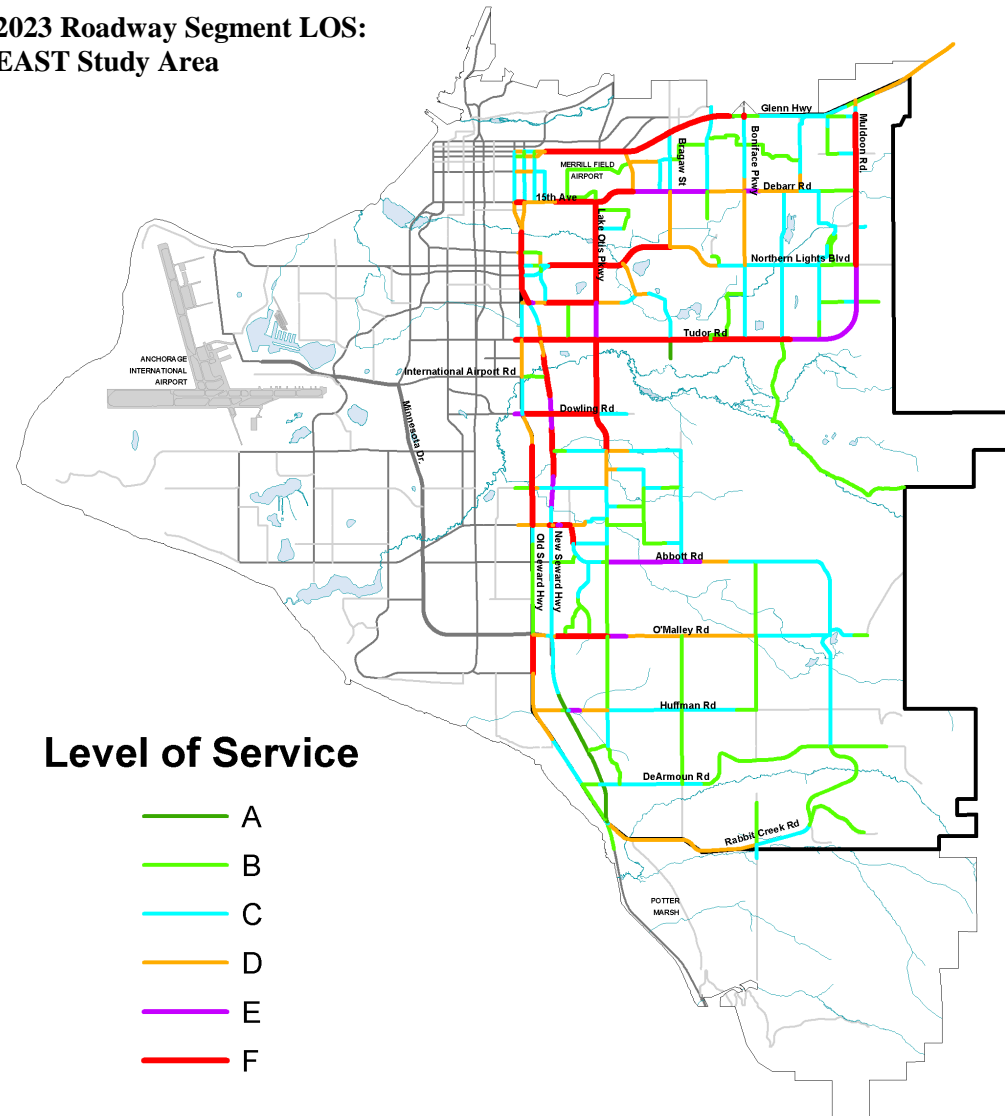 2023 Roadway Segment LOS:
EAST Study Area
Glenn Hwy
Muldoon Rd.
Boniface Pkwy
Bragaw St
MERRILL FIELD
AIRPORT
Debarr Rd
15th Ave
Lake Otis Pkwy
Northern Lights Blvd
Tudor Rd
ANCHORAGE
INTERNATIONAL
AIRPORT
International Airport Rd
Minnesota Dr.
Dowling Rd
Old Seward Hwy
New Seward Hwy
Abbott Rd
O'Malley Rd
Huffman Rd
DeArmoun Rd
Rabbit Creek Rd
POTTER
MARSH
Level of Service
A
B
C
D
E
F